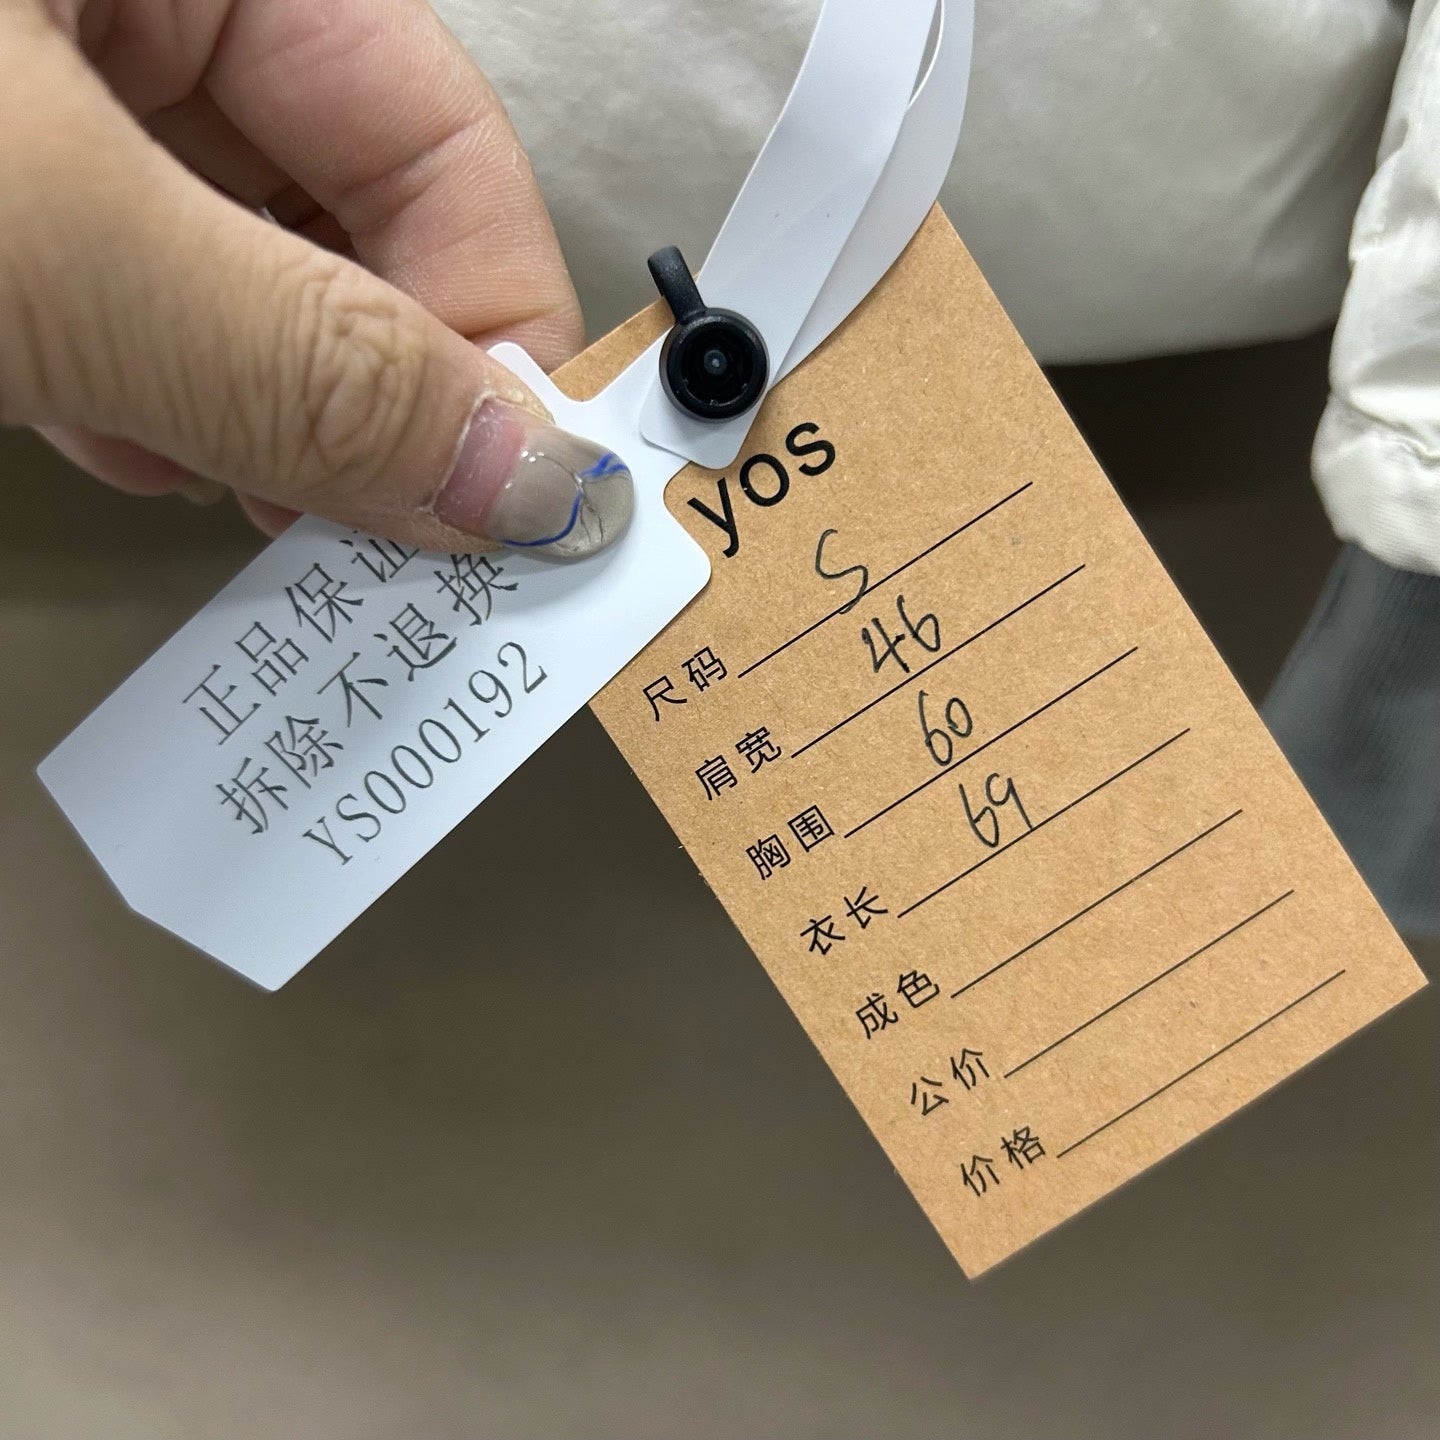 正品保证
拆除不退换
YS000192
yos
尺码 S
肩宽 46
胸围 60
衣长 69
成色
公价
价格